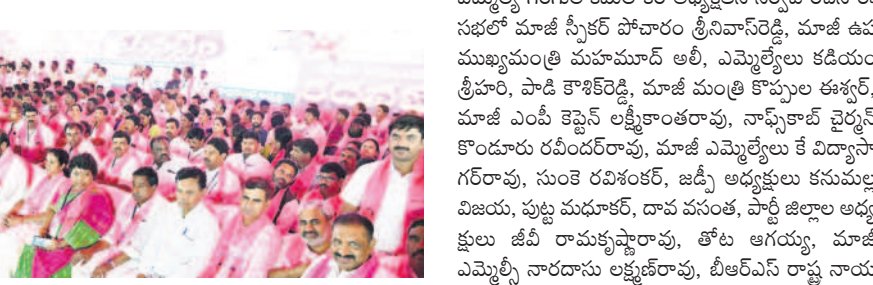 సభలో మాజీ స్పీకర్ పోచారం శ్రీనివాస్‌రెడ్డి, మాజీ ఉప
ముఖ్యమంత్రి మహమూద్ అలీ, ఎమ్మెల్యేలు కడియం
శ్రీహరి, పాడి కౌశిక్‌రెడ్డి, మాజీ మంత్రి కొప్పుల ఈశ్వర్,
మాజీ ఎంపీ కెప్టెన్ లక్ష్మీకాంతరావు, నాఫ్స్‌కాబ్ చైర్మన్
కొండూరు రవీందర్‌రావు, మాజీ ఎమ్మెల్యేలు కే విద్యాసా
గర్‌రావు, సుంకె రవిశంకర్, జడ్పీ అధ్యక్షులు కనుమల్ల
విజయ, పుట్ట మధూకర్, దావ వసంత, పార్టీ జిల్లాల అధ్య
క్షులు జీవీ రామకృష్ణారావు, తోట ఆగయ్య, మాజీ
ఎమ్మెల్సీ నారదాసు లక్ష్మణ్‌రావు, బీఆర్ఎస్ రాష్ట్ర నాయ